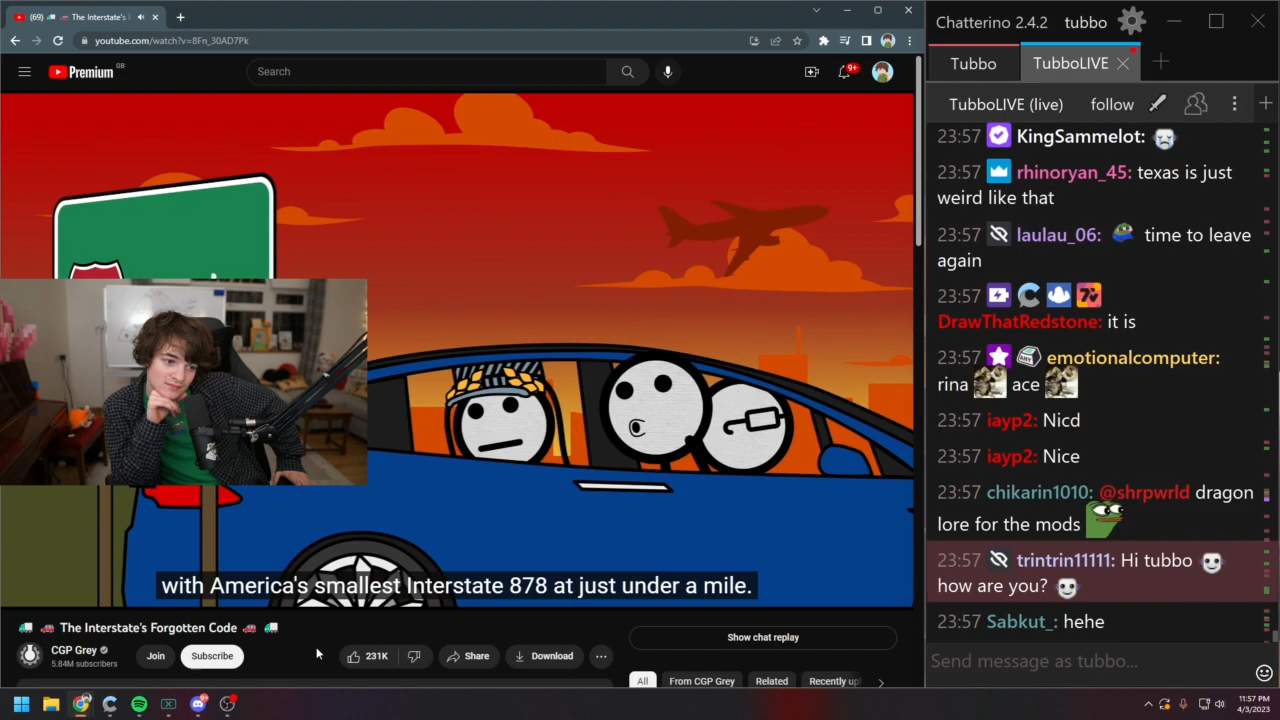 (69) 🚛 🚗 The Interstate's
youtube.com/watch?v=8Fn_30AD7Pk
Premium GB
Search
9+
with America's smallest Interstate 878 at just under a mile.
🚛 🚗 The Interstate's Forgotten Code 🚗 🚛
CGP Grey
5.84M subscribers
Join
Subscribe
231K
Share
Download
Show chat replay
All
From CGP Grey
Related
Recently upl
Chatterino 2.4.2
tubbo
Tubbo
TubboLIVE
TubboLIVE (live)
follow
23:57 KingSammelot:
23:57 rhinoryan_45: texas is just
weird like that
23:57 laulau_06: time to leave
again
23:57
DrawThatRedstone: it is
23:57 emotionalcomputer:
rina ace
23:57 iayp2: Nicd
23:57 iayp2: Nice
23:57 chikarin1010: @shrpwrld dragon
lore for the mods
23:57 trintrin11111: Hi tubbo
how are you?
23:57 Sabkut_: hehe
Send message as tubbo...
11:57 PM
4/3/2023